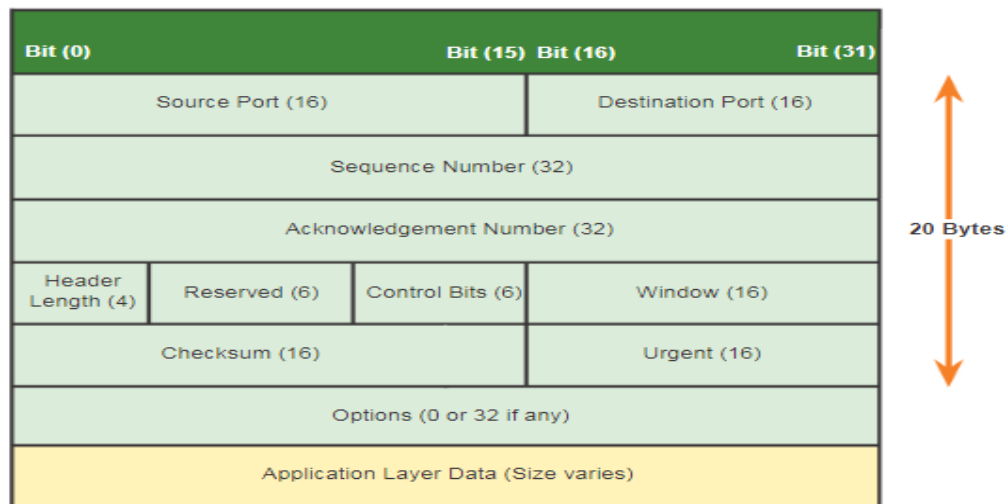 Bit (0) Bit (15) Bit (16) Bit (31)
Source Port (16) Destination Port (16)
Sequence Number (32)
Acknowledgement Number (32)
20 Bytes
Header
Length (4) Reserved (6) Control Bits (6) Window (16)
Checksum (16) Urgent (16)
Options (0 or 32 if any)
Application Layer Data (Size varies)